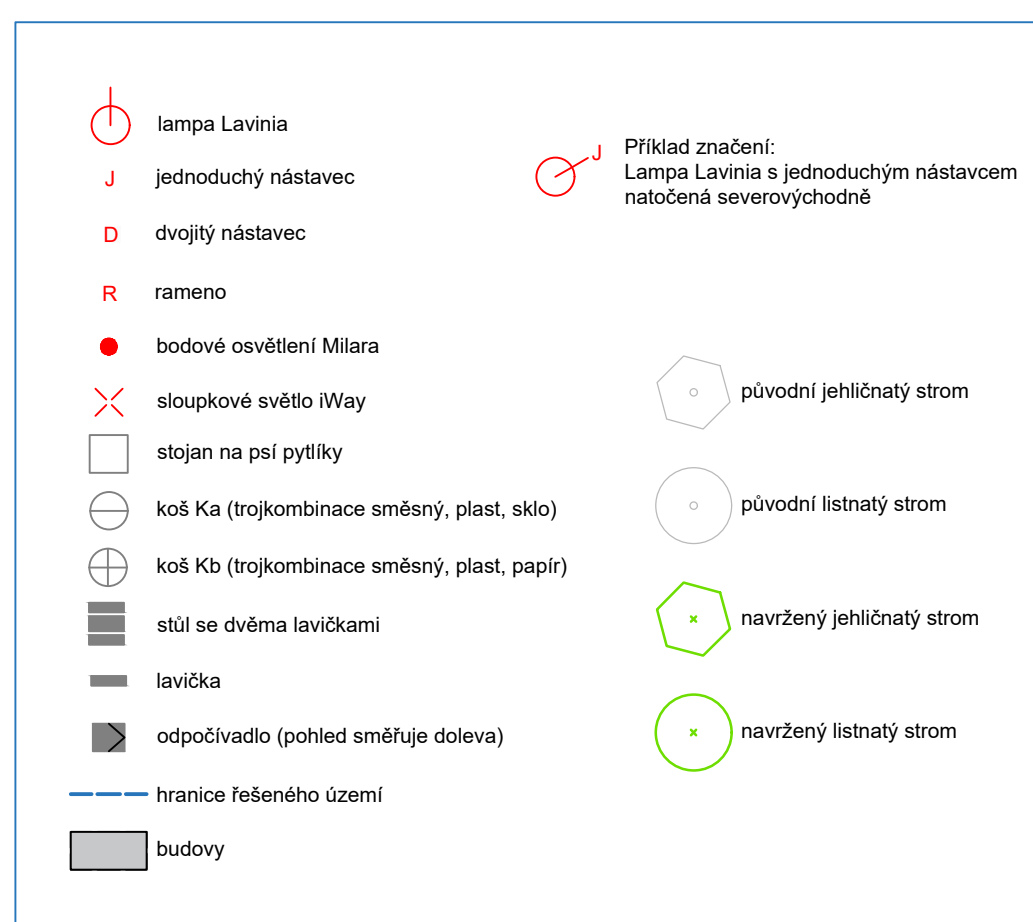 lampa Lavinia
J jednoduchý nástavec
D dvojitý nástavec
R rameno
bodové osvětlení Milara
sloupkové světlo iWay
stojan na psí pytlíky
koš Ka (trojkombinace směsný, plast, sklo)
koš Kb (trojkombinace směsný, plast, papír)
stůl se dvěma lavičkami
lavička
odpočívadlo (pohled směřuje doleva)
hranice řešeného území
budovy
J
Příklad značení:
Lampa Lavinia s jednoduchým nástavcem
natočená severovýchodně
původní jehličnatý strom
původní listnatý strom
navržený jehličnatý strom
navržený listnatý strom